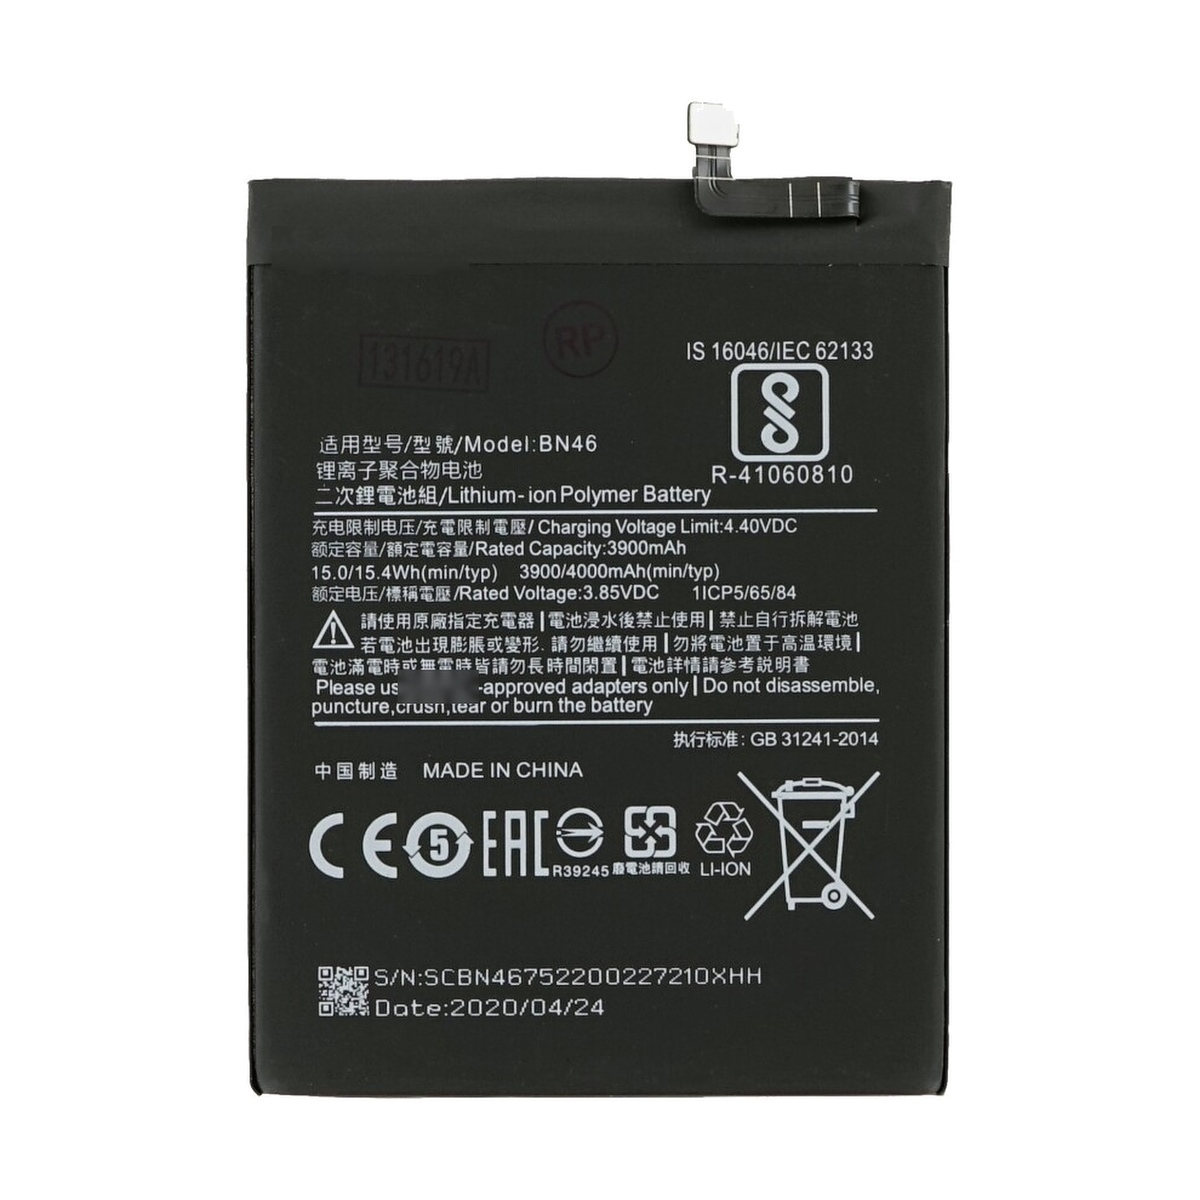 RP
131619A
IS 16046/IEC 62133
R-41060810
适用型号/型號/Model:BN46
锂离子聚合物电池
二次鋰電池組/Lithium-ion Polymer Battery
充电限制电压/充電限制電壓/ Charging Voltage Limit:4.40VDC
额定容量/額定電容量/Rated Capacity:3900mAh
15.0/15.4Wh(min/typ) 3900/4000mAh(min/typ)
额定电压/標稱電壓/Rated Voltage:3.85VDC 1ICP5/65/84
請使用原廠指定充電器|電池浸水後禁止使用|禁止自行拆解電池
若電池出現膨脹或變形, 請勿繼續使用|勿將電池置于高温環境|
電池滿電時或無電時皆請勿長時間閑置|電池詳情請參考説明書
Please us -approved adapters only|Do not disassemble,
puncture,crush,tear or burn the battery
执行标准: GB 31241-2014
中国制造 MADE IN CHINA
CE 5 EAC
R39245 廢電池請回收 LI-ION
S/N:SCBN46752200227210XHH
Date:2020/04/24